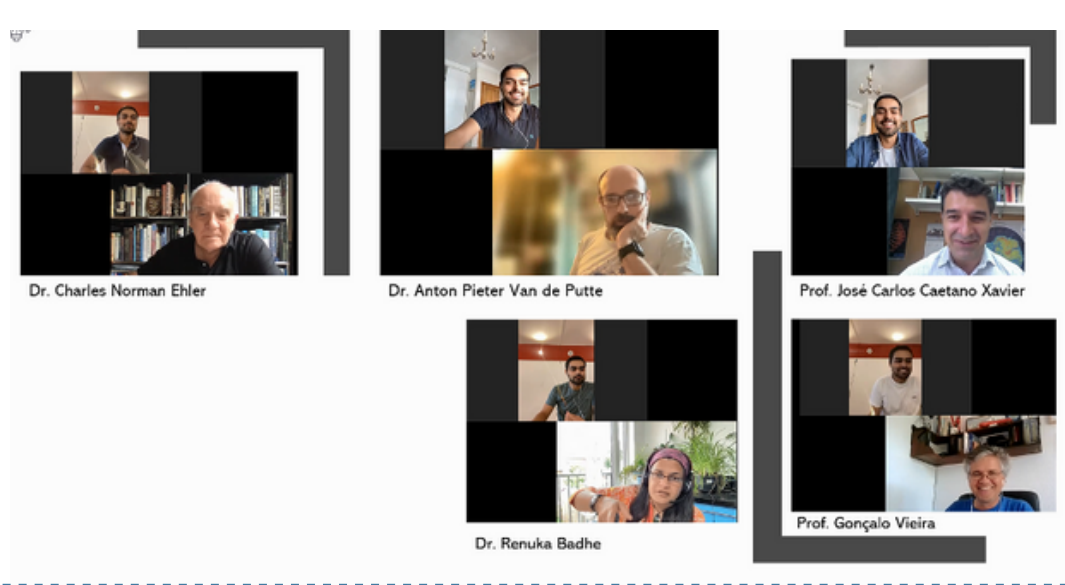 Dr. Charles Norman Ehler
Dr. Anton Pieter Van de Putte
Prof. José Carlos Caetano Xavier
Dr. Renuka Badhe
Prof. Gonçalo Vieira